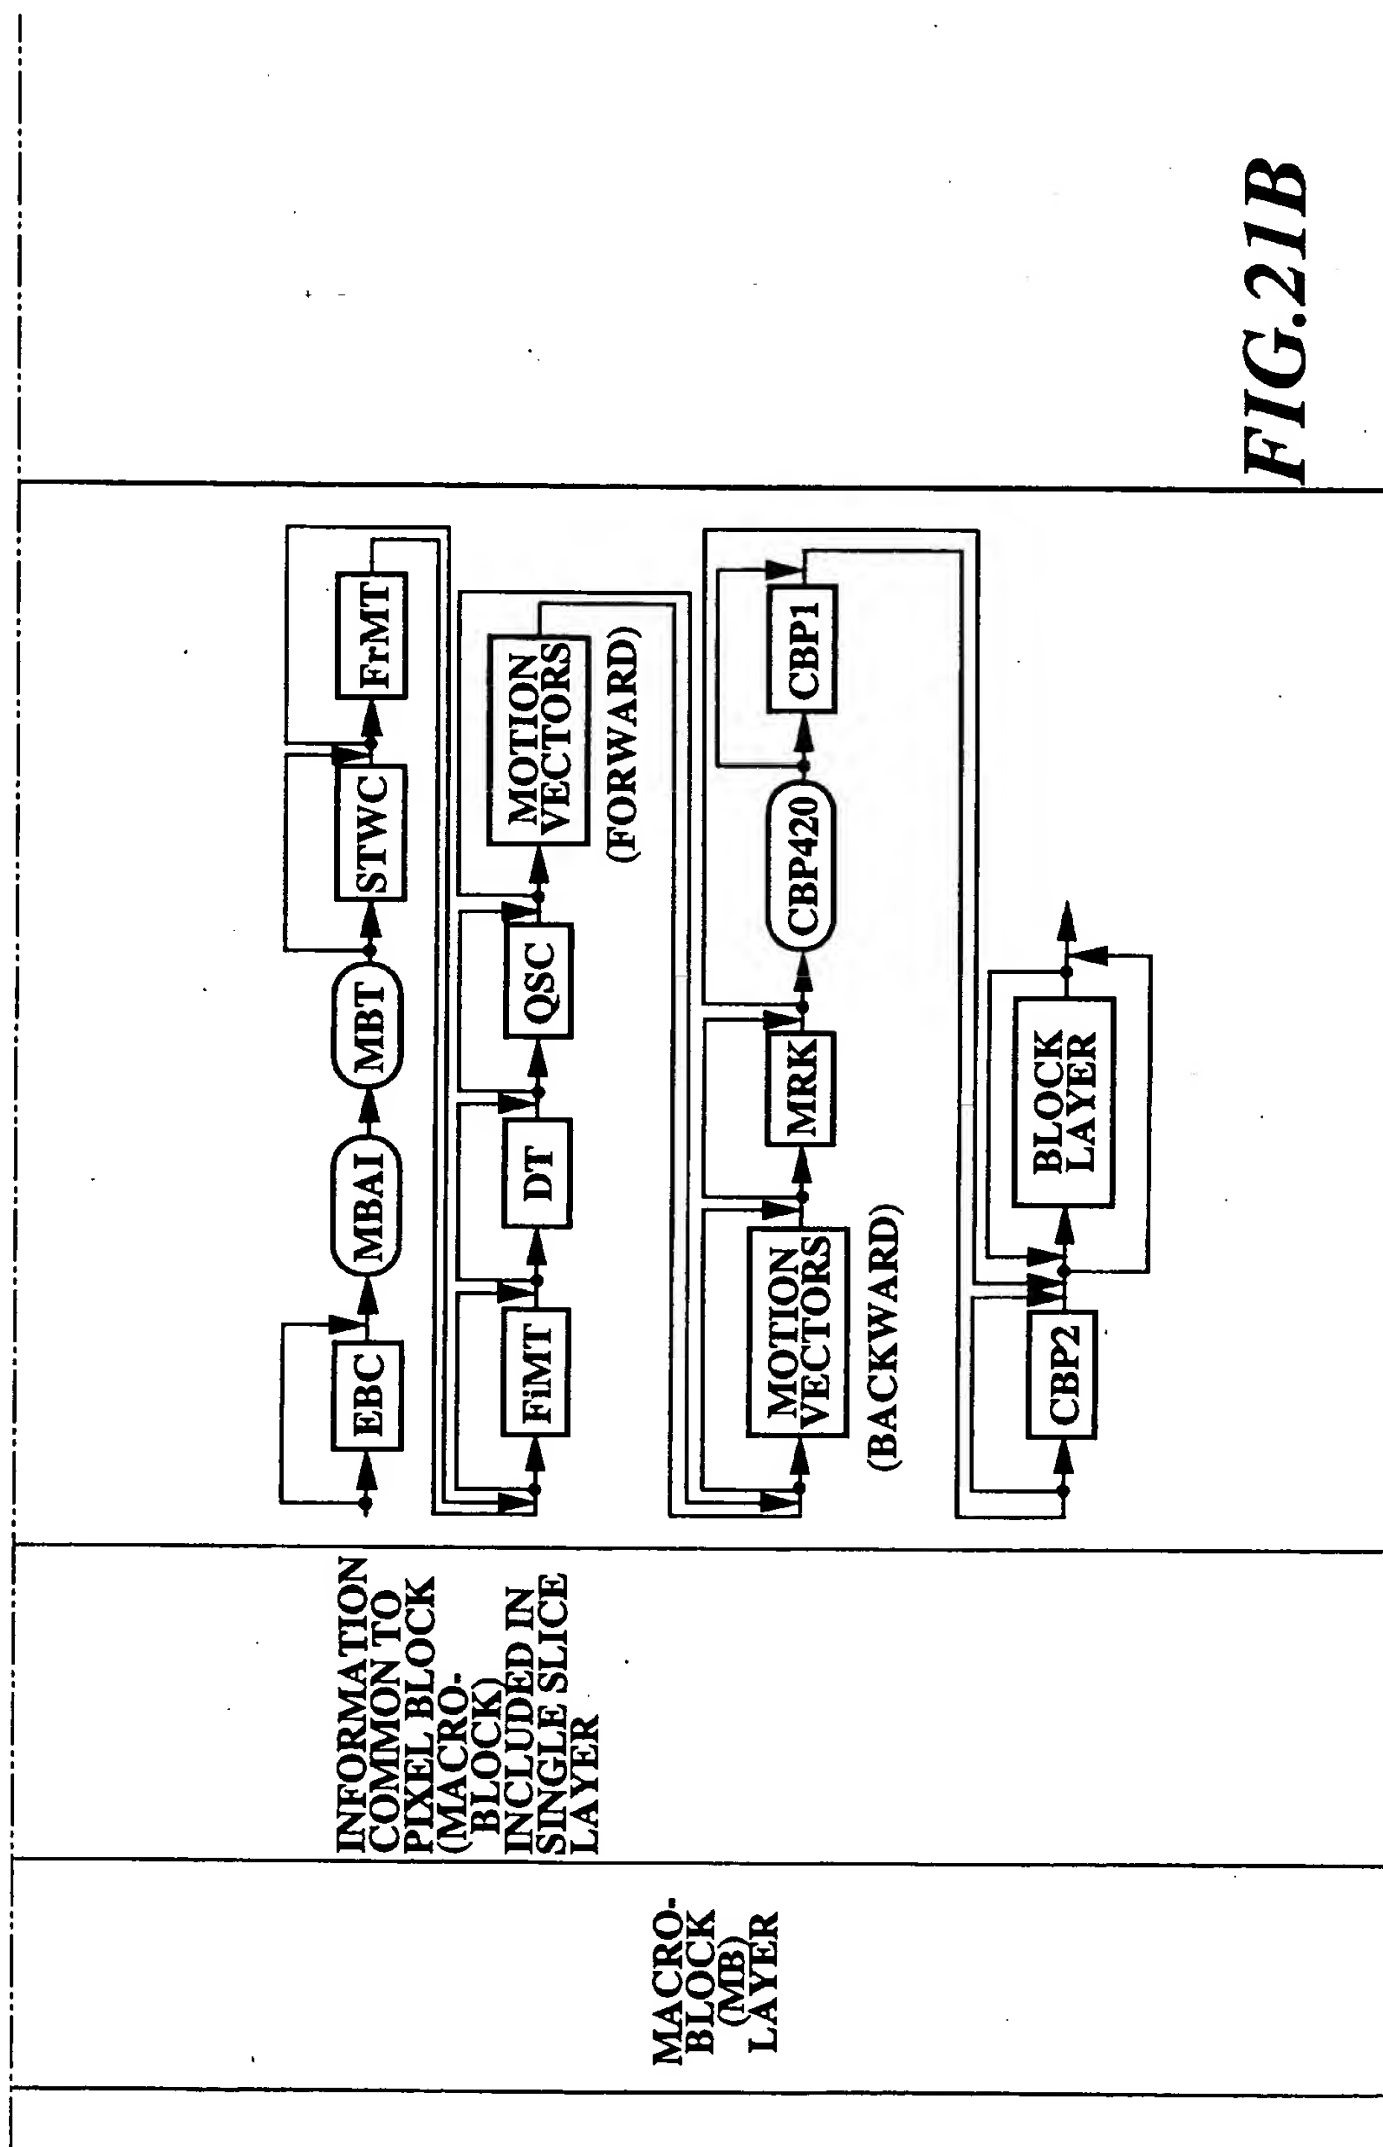 MACRO-
BLOCK
(MB)
LAYER
INFORMATION
COMMON TO
PIXEL BLOCK
(MACRO-
BLOCK)
INCLUDED IN
SINGLE SLICE
LAYER
EBC
MBAI
MBT
STWC
FrMT
FiMT
DT
QSC
MOTION
VECTORS
(FORWARD)
MOTION
VECTORS
(BACKWARD)
MRK
CBP420
CBP1
CBP2
BLOCK
LAYER
FIG.21B